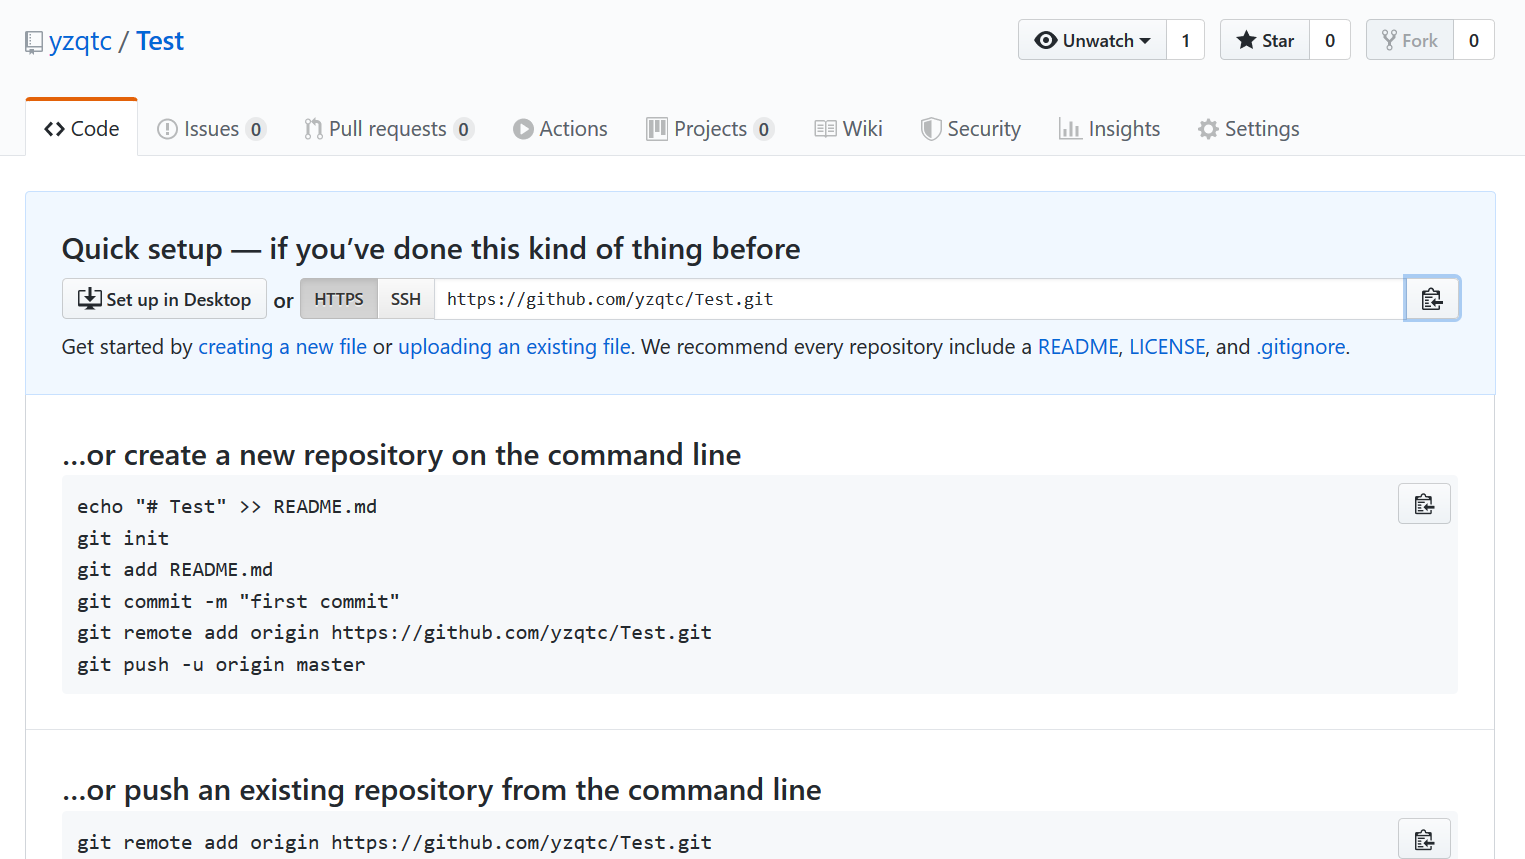 yzqtc / Test
Unwatch 1 Star 0 Fork 0
Code Issues 0 Pull requests 0 Actions Projects 0 Wiki Security Insights Settings
Quick setup — if you’ve done this kind of thing before
Set up in Desktop or HTTPS SSH https://github.com/yzqtc/Test.git
Get started by creating a new file or uploading an existing file. We recommend every repository include a README, LICENSE, and .gitignore.
…or create a new repository on the command line
echo "# Test" >> README.md
git init
git add README.md
git commit -m "first commit"
git remote add origin https://github.com/yzqtc/Test.git
git push -u origin master
…or push an existing repository from the command line
git remote add origin https://github.com/yzqtc/Test.git